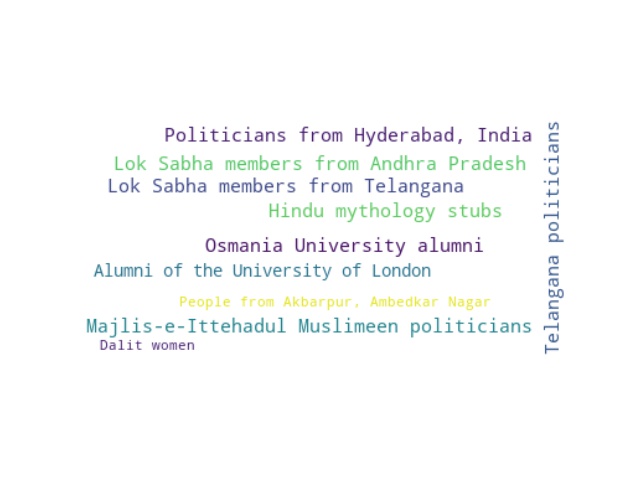 Politicians from Hyderabad, India
Lok Sabha members from Andhra Pradesh
Lok Sabha members from Telangana
Hindu mythology stubs
Osmania University alumni
Alumni of the University of London
People from Akbarpur, Ambedkar Nagar
Majlis-e-Ittehadul Muslimeen politicians
Dalit women
Telangana politicians